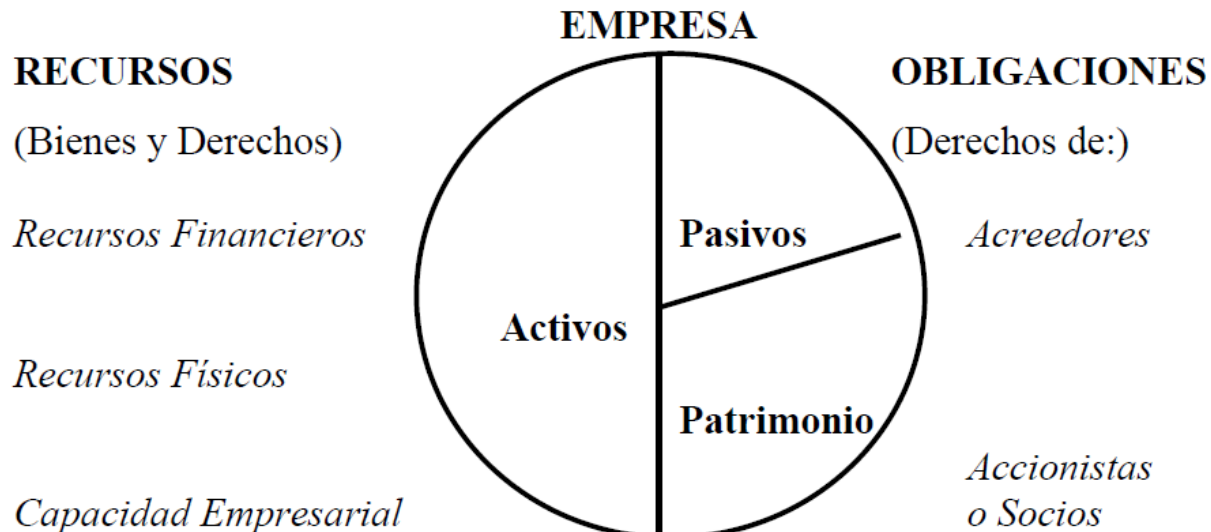 EMPRESA
RECURSOS
OBLIGACIONES
(Bienes y Derechos)
(Derechos de:)
Recursos Financieros
Pasivos
Acreedores
Activos
Recursos Físicos
Patrimonio
Accionistas
Capacidad Empresarial
o Socios